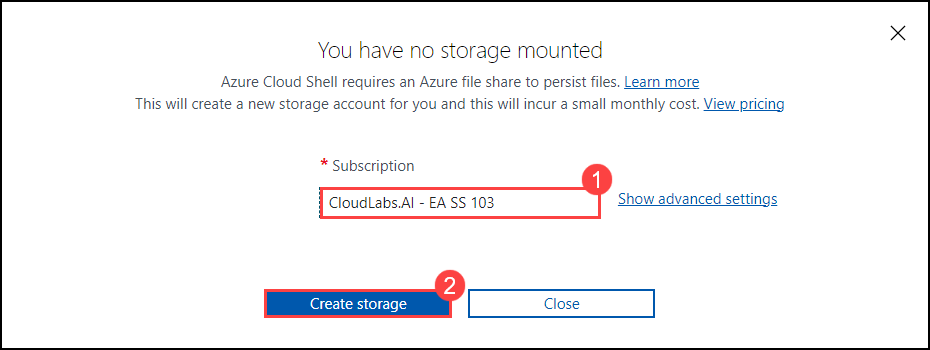 You have no storage mounted
Azure Cloud Shell requires an Azure file share to persist files. Learn more
This will create a new storage account for you and this will incur a small monthly cost. View pricing
* Subscription
1
CloudLabs.AI - EA SS 103
Show advanced settings
2
Create storage
Close